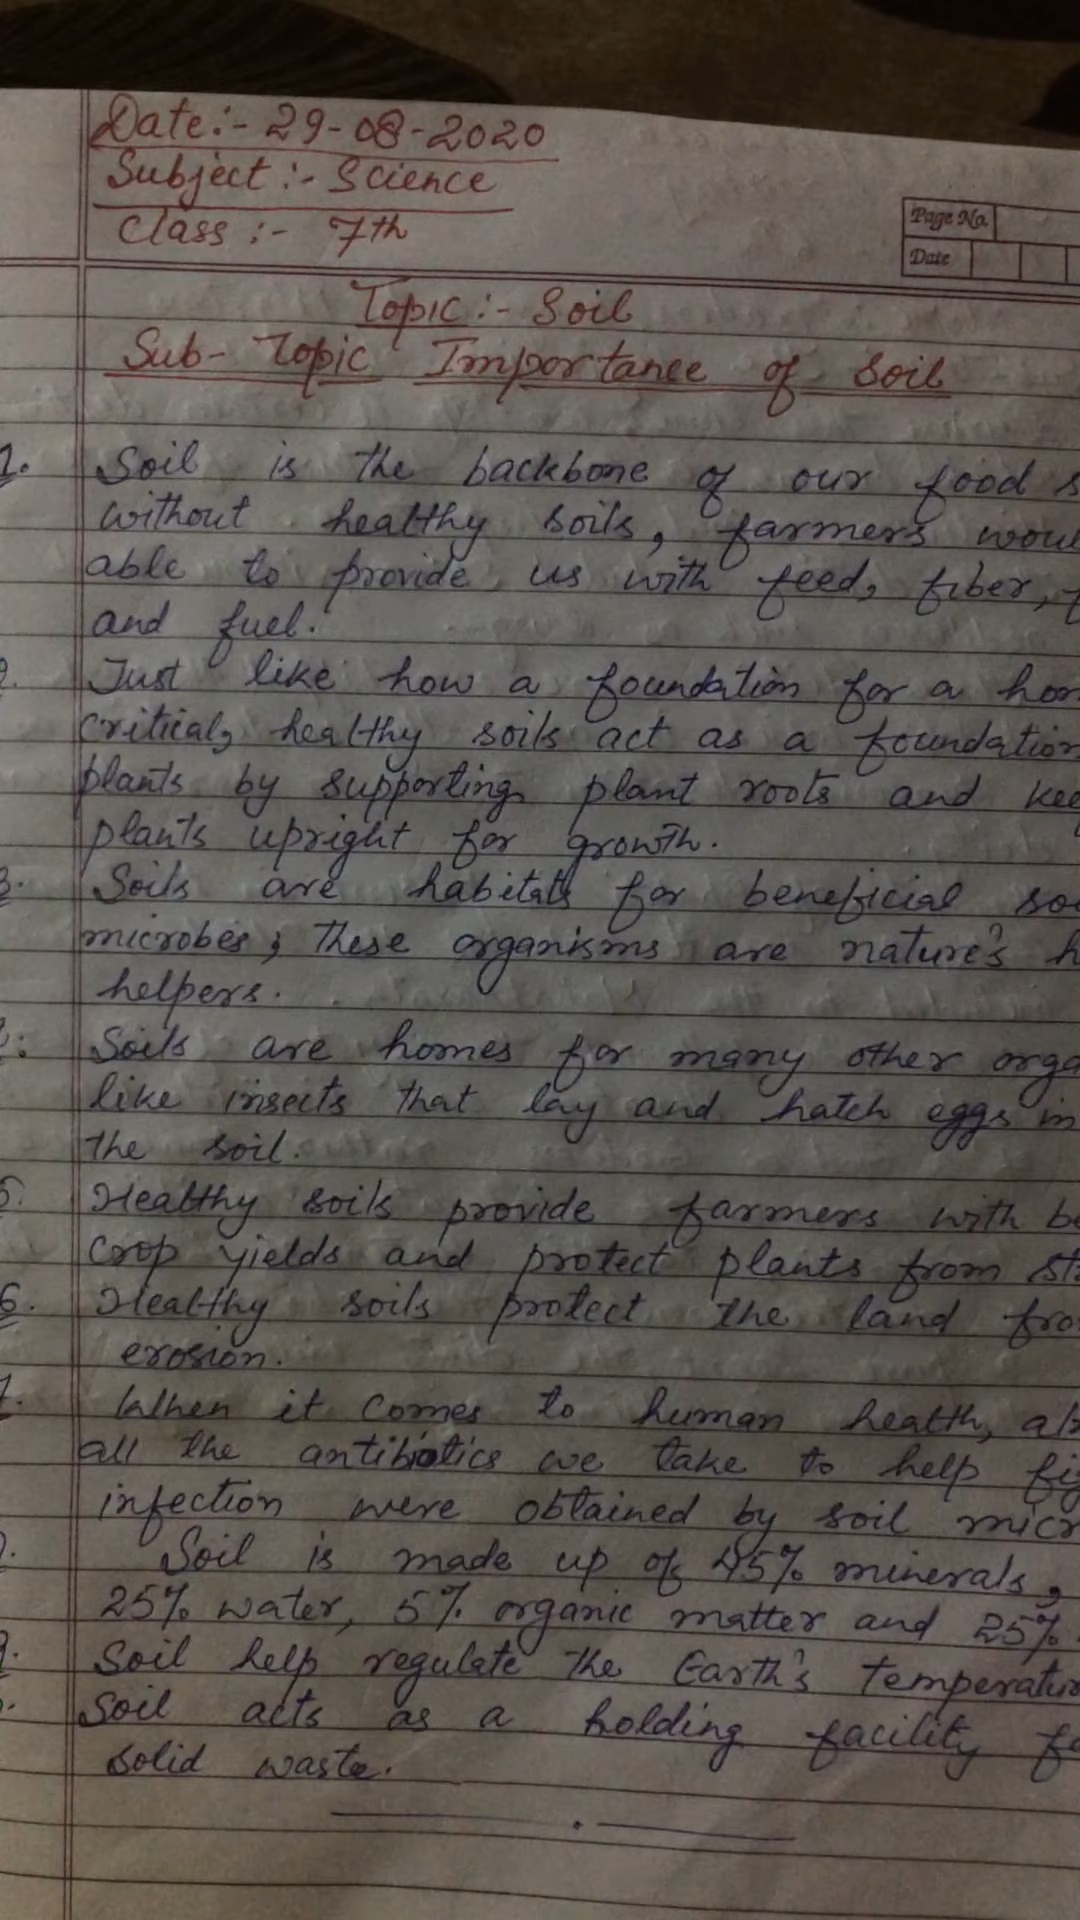 Date:- 29-08-2020
Subject:- Science
Class:- 7th
Page No.
Date
Topic:- Soil
Sub-Topic Importance of Soil
1. Soil is the backbone of our food
without healthy soils, farmers
able to provide us with feed, fiber,
and fuel.
Just like how a foundation for a
critical, healthy soils act as a foundation
plants by supporting plant roots and
plants upright for growth.
3. Soils are habitats for beneficial
microbes; these organisms are nature's
helpers.
Soils are homes for many other
like insects that lay and hatch eggs in
the soil.
5. Healthy soils provide farmers with
crop yields and protect plants from
6. Healthy soils protect the land
erosion.
When it comes to human health,
all the antibiotics we take to help
infection were obtained by soil
Soil is made up of 45% minerals,
25% water, 5% organic matter and 25%
Soil help regulate the Earth's
Soil acts as a holding facility
solid waste.